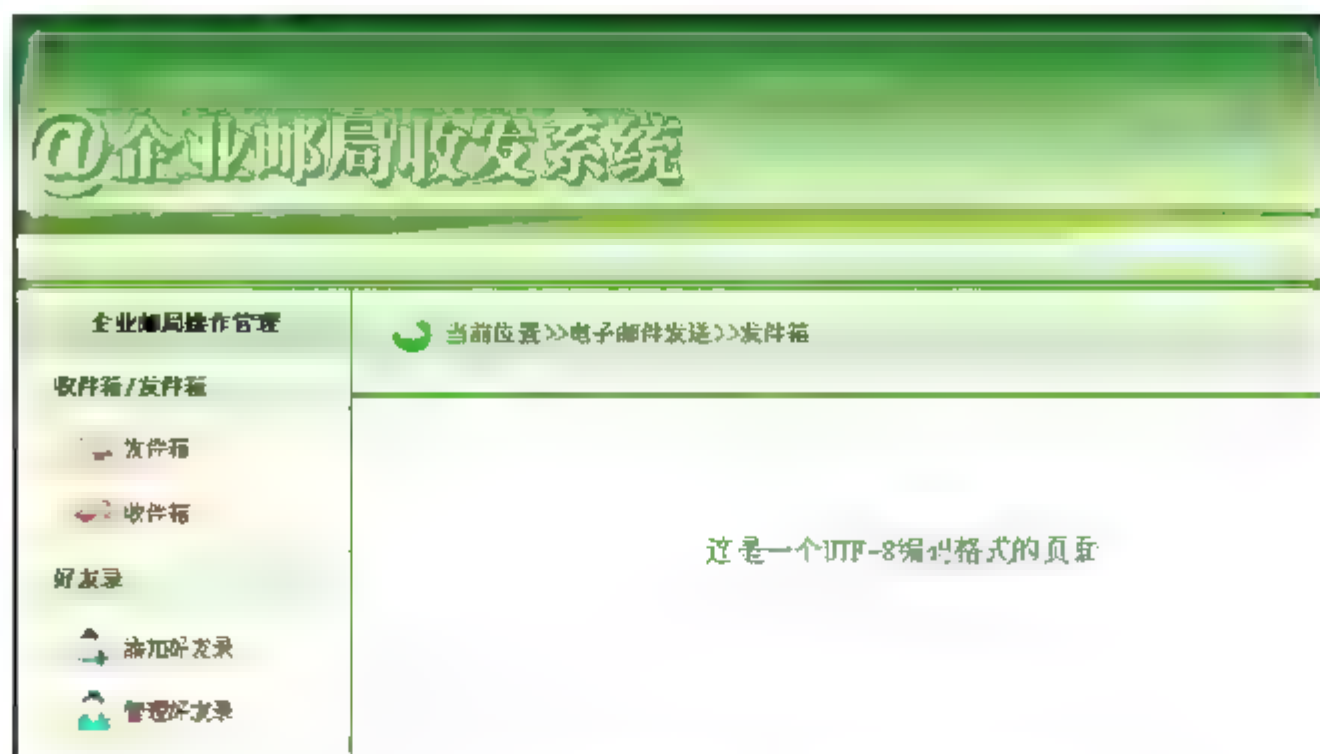 @企业邮局收发系统
企业邮局操作管理
当前位置>>电子邮件发送>>发件箱
收件箱/发件箱
发件箱
收件箱
这是一个UTF-8编码格式的页面
好友录
添加好友录
管理好友录